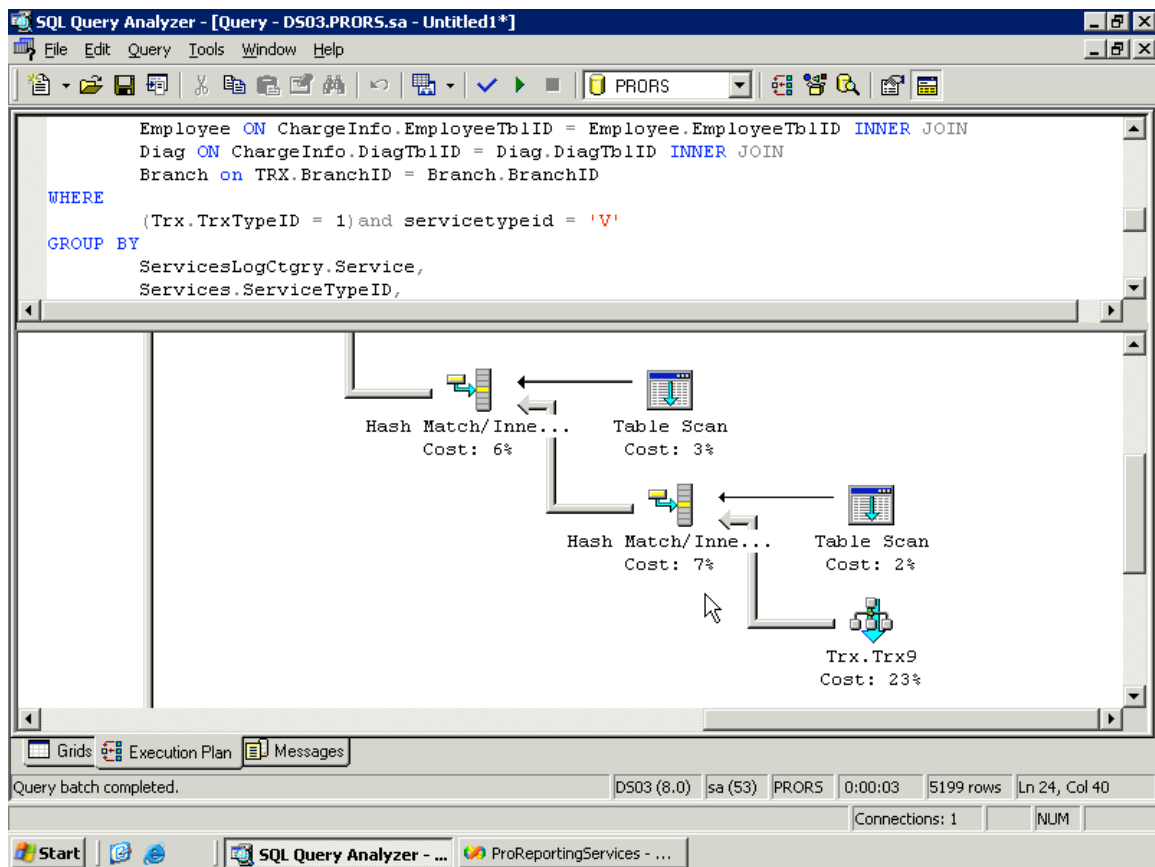 SQL Query Analyzer - [Query - DS03.PRORS.sa - Untitled1*]
File Edit Query Tools Window Help
PRORS
Employee ON ChargeInfo.EmployeeTblID = Employee.EmployeeTblID INNER JOIN
Diag ON ChargeInfo.DiagTblID = Diag.DiagTblID INNER JOIN
Branch on TRX.BranchID = Branch.BranchID
WHERE
(Trx.TrxTypeID = 1)and servicetypeid = 'V'
GROUP BY
ServicesLogCtgry.Service,
Services.ServiceTypeID,
Hash Match/Inne... Table Scan
Cost: 6% Cost: 3%
Hash Match/Inne... Table Scan
Cost: 7% Cost: 2%
Trx.Trx9
Cost: 23%
Grids Execution Plan Messages
Query batch completed. DS03 (8.0) sa (53) PRORS 0:00:03 5199 rows Ln 24, Col 40
Connections: 1 NUM
Start SQL Query Analyzer - ... ProReportingServices - ...